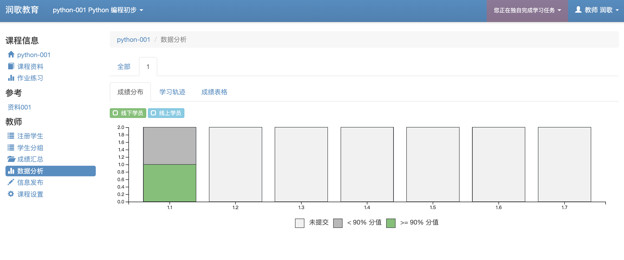 润歌教育 python-001 Python 编程初步 您正在独自完成学习任务 教师 润歌
课程信息
python-001
课程资料
作业练习
参考
资料001
教师
注册学生
学生分组
成绩汇总
数据分析
信息发布
课程设置
python-001 / 数据分析
全部 1
成绩分布 学习轨迹 成绩表格
线下学员 线上学员
2.0
1.8
1.6
1.4
1.2
1.0
0.8
0.6
0.4
0.2
0.0
1.1 1.2 1.3 1.4 1.5 1.6 1.7
未提交 < 90% 分值 >= 90% 分值